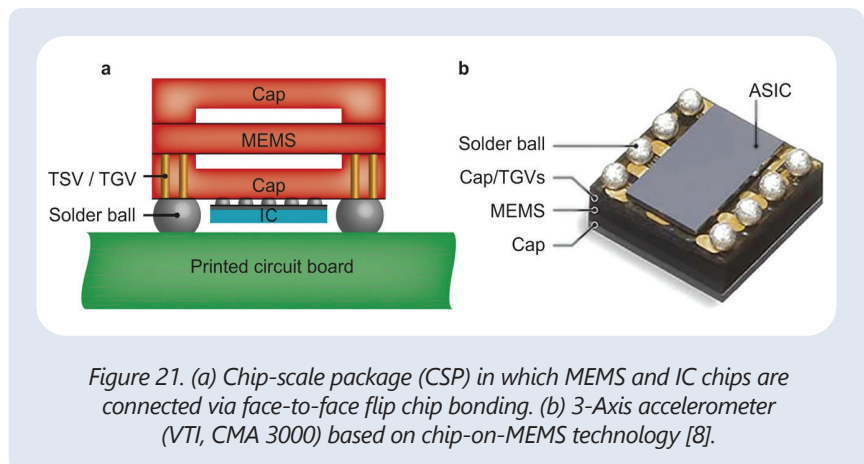 a
Cap
MEMS
TSV / TGV
Cap
Solder ball
IC
Printed circuit board
b
ASIC
Solder ball
Cap/TGVs
MEMS
Cap
Figure 21. (a) Chip-scale package (CSP) in which MEMS and IC chips are
connected via face-to-face flip chip bonding. (b) 3-Axis accelerometer
(VTI, CMA 3000) based on chip-on-MEMS technology [8].